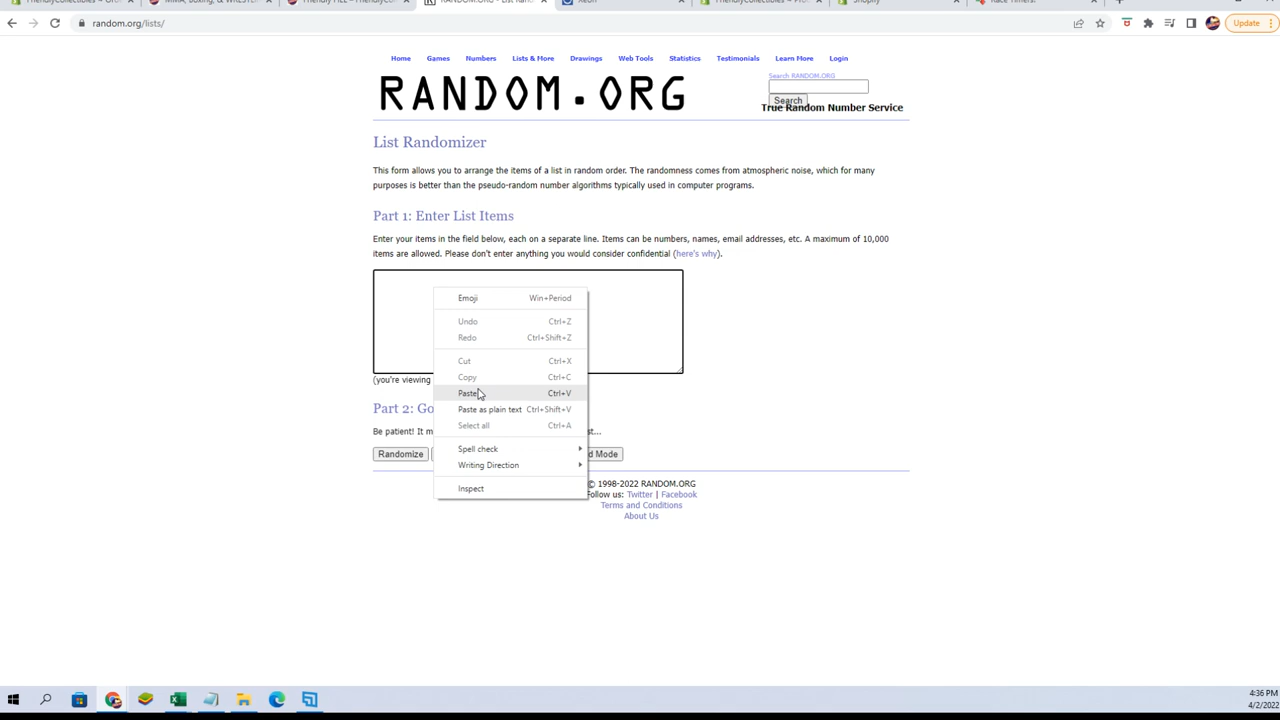 random.org/lists/
Update
Home Games Numbers Lists & More Drawings Web Tools Statistics Testimonials Learn More Login
RANDOM.ORG
Search RANDOM.ORG
Search
True Random Number Service
List Randomizer
This form allows you to arrange the items of a list in random order. The randomness comes from atmospheric noise, which for many
purposes is better than the pseudo-random number algorithms typically used in computer programs.
Part 1: Enter List Items
Enter your items in the field below, each on a separate line. Items can be numbers, names, email addresses, etc. A maximum of 10,000
items are allowed. Please don't enter anything you would consider confidential (here's why).
Emoji Win+Period
Undo Ctrl+Z
Redo Ctrl+Shift+Z
Cut Ctrl+X
Copy Ctrl+C
Paste Ctrl+V
Paste as plain text Ctrl+Shift+V
Select all Ctrl+A
Spell check
Writing Direction
Inspect
(you're viewing
Part 2: Go
Be patient! It m st...
Randomize d Mode
© 1998-2022 RANDOM.ORG
Follow us: Twitter | Facebook
Terms and Conditions
About Us
4:36 PM
4/2/2022